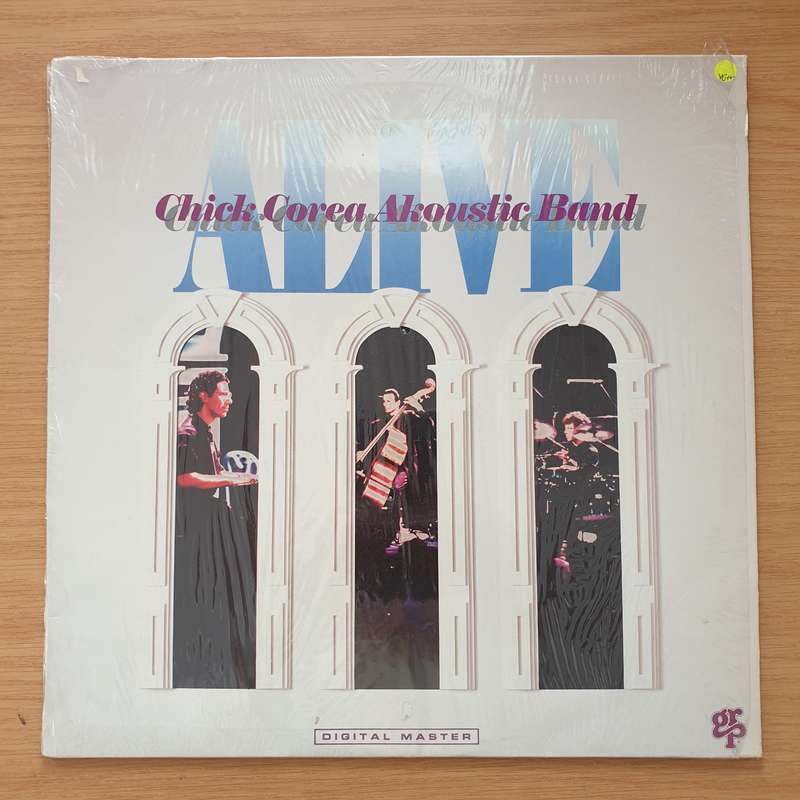 ALIVE
Chick Corea Akoustic Band
DIGITAL MASTER
grp